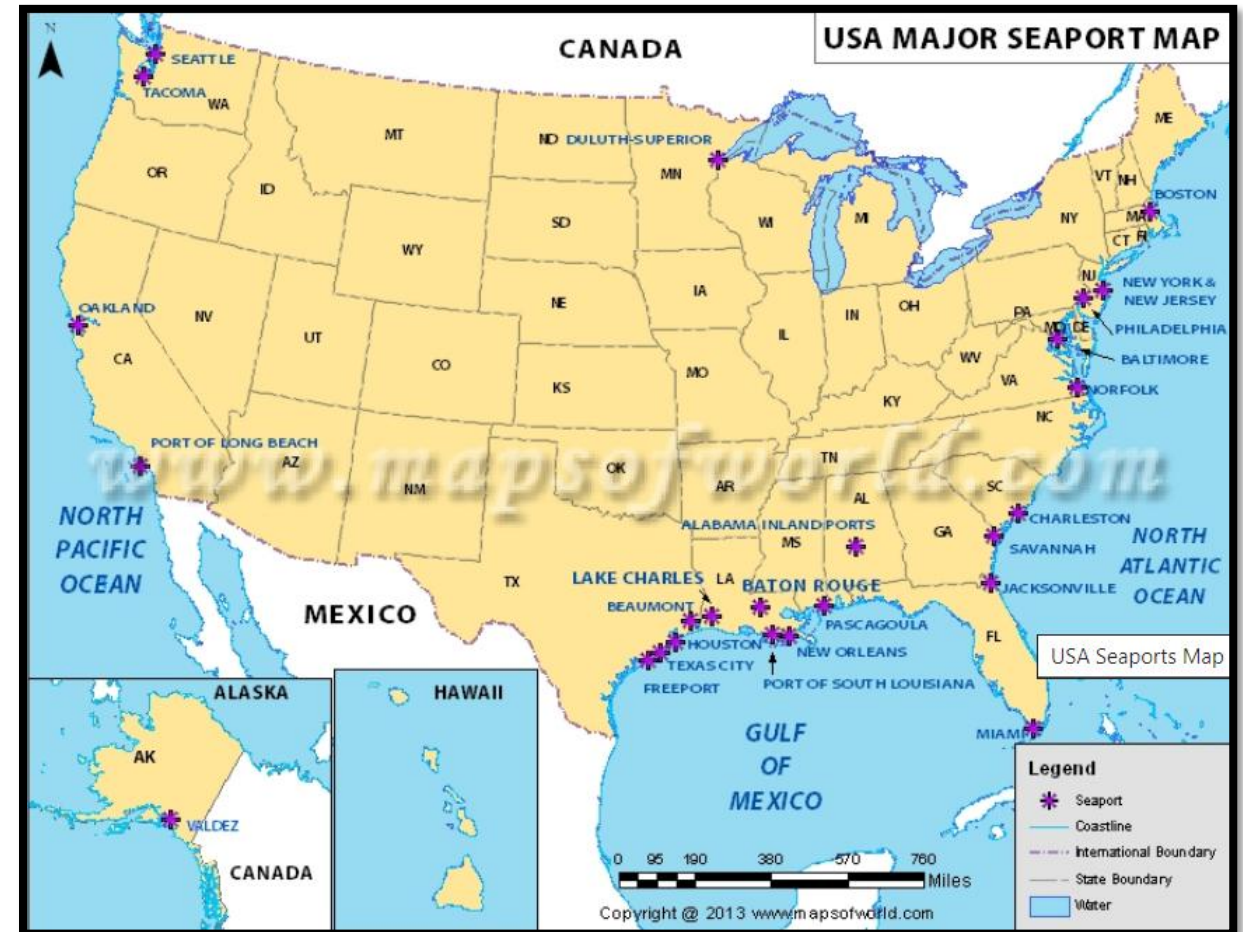 N
CANADA
USA MAJOR SEAPORT MAP
SEATTLE
TACOMA
WA
MT
ND
DULUTH-SUPERIOR
MN
ME
OR
ID
VT
NH
BOSTON
SD
WI
MI
NY
MA
CT
RI
WY
NJ
NEW YORK &
NEW JERSEY
OAKLAND
NV
NE
IA
IN
OH
PA
PHILADELPHIA
UT
IL
MD
DE
CA
CO
BALTIMORE
WV
KS
MO
VA
NORFOLK
KY
NC
PORT OF LONG BEACH
AZ
www.mapsofworld.com
OK
TN
NM
AR
SC
AL
NORTH
PACIFIC
OCEAN
ALABAMA INLAND PORTS
CHARLESTON
GA
MS
SAVANNAH
NORTH
ATLANTIC
OCEAN
TX
LAKE CHARLES
LA
BATON ROUGE
JACKSONVILLE
MEXICO
BEAUMONT
PASCAGOULA
FL
HOUSTON
NEW ORLEANS
USA Seaports Map
TEXAS CITY
FREEPORT
PORT OF SOUTH LOUISIANA
ALASKA
HAWAII
GULF
OF
MEXICO
MIAMI
AK
VALDEZ
CANADA
Legend
Seaport
Coastline
International Boundary
State Boundary
Water
0 95 190 380 570 760
Miles
Copyright @ 2013 www.mapsofworld.com